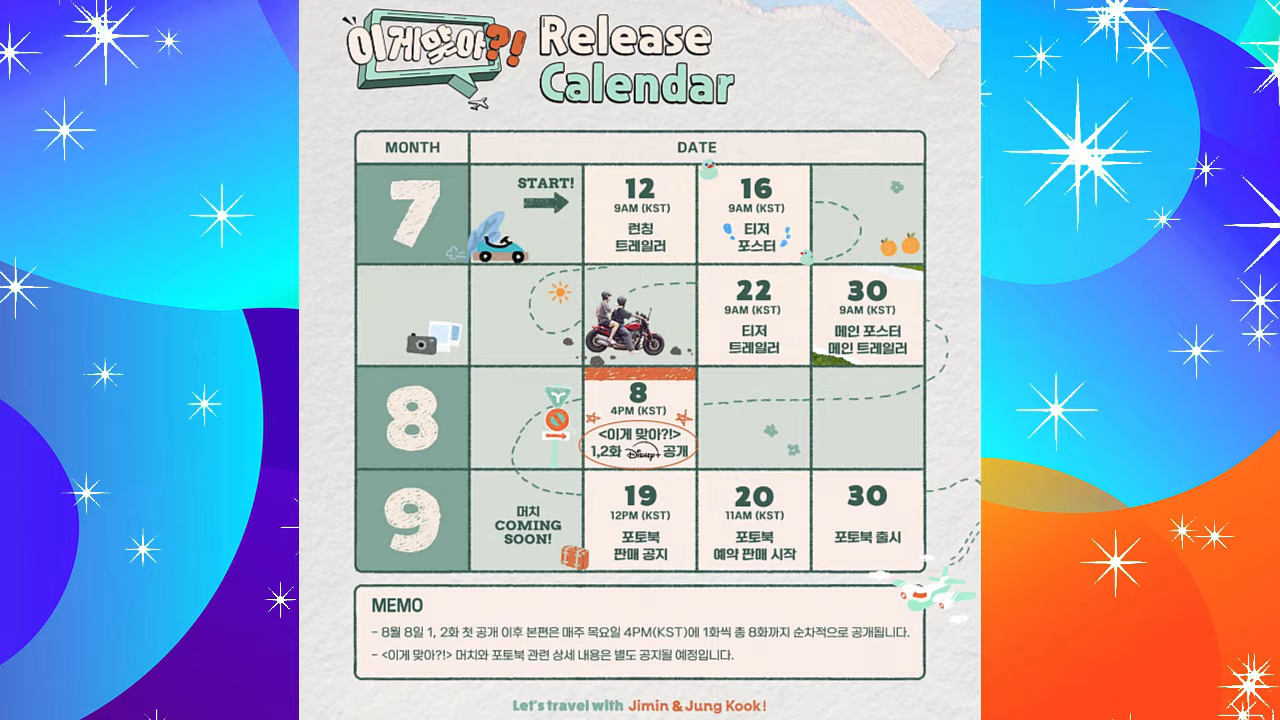 이게 맞아?! Release
Calendar
MONTH DATE
7
START!
12
9AM (KST)
런칭
트레일러
16
9AM (KST)
티저
포스터
22
9AM (KST)
티저
트레일러
30
9AM (KST)
메인 포스터
메인 트레일러
8
8
4PM (KST)
<이게 맞아?!>
1,2화 Disney+ 공개
9
머치
COMING
SOON!
19
12PM (KST)
포토북
판매 공지
20
11AM (KST)
포토북
예약 판매 시작
30
포토북 출시
MEMO
- 8월 8일 1, 2화 첫 공개 이후 본편은 매주 목요일 4PM(KST)에 1화씩 총 8화까지 순차적으로 공개됩니다.
- <이게 맞아?!> 머치와 포토북 관련 상세 내용은 별도 공지될 예정입니다.
Let's travel with Jimin & Jung Kook!